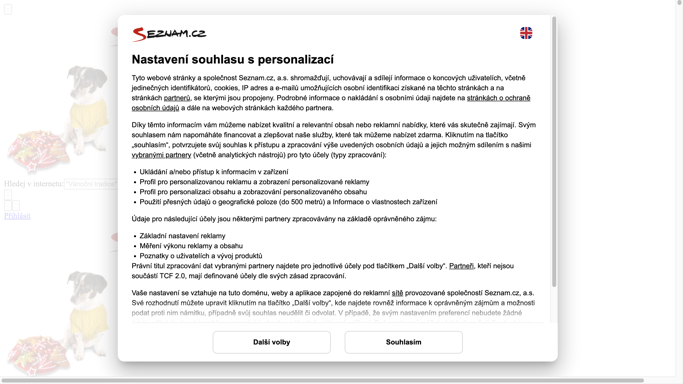 SEZNAM.CZ
Nastavení souhlasu s personalizací
Tyto webové stránky a společnost Seznam.cz, a.s. shromažďují, uchovávají a sdílejí informace o koncových uživatelích, včetně
jedinečných identifikátorů, cookies, IP adres a e-mailů umožňujících osobní identifikaci získané na těchto stránkách a na
stránkách partnerů, se kterými jsou propojeny. Podrobné informace o nakládání s osobními údaji najdete na stránkách o ochraně
osobních údajů a dále na webových stránkách každého partnera.
Díky těmto informacím vám můžeme nabízet kvalitní a relevantní obsah nebo reklamní nabídky, které vás skutečně zajímají. Svým
souhlasem nám napomáháte financovat a zlepšovat naše služby, které tak můžeme nabízet zdarma. Kliknutím na tlačítko
„souhlasím“, potvrzujete svůj souhlas k přístupu a zpracování výše uvedených osobních údajů a jejich možným sdílením s našimi
vybranými partnery (včetně analytických nástrojů) pro tyto účely (typy zpracování):
• Ukládání a/nebo přístup k informacím v zařízení
• Profil pro personalizovanou reklamu a zobrazení personalizované reklamy
• Profil pro personalizaci obsahu a zobrazování personalizovaného obsahu
• Použití přesných údajů o geografické poloze (do 500 metrů) a Informace o vlastnostech zařízení
Údaje pro následující účely jsou některými partnery zpracovávány na základě oprávněného zájmu:
• Základní nastavení reklamy
• Měření výkonu reklamy a obsahu
• Poznatky o uživatelích a vývoj produktů
Právní titul zpracování dat vybranými partnery najdete pro jednotlivé účely pod tlačítkem „Další volby“. Partneři, kteří nejsou
součástí TCF 2.0, mají definované účely dle svých zásad zpracování.
Vaše nastavení se vztahuje na tuto doménu, weby a aplikace zapojené do reklamní sítě provozované společností Seznam.cz, a.s.
Své rozhodnutí můžete upravit kliknutím na tlačítko „Další volby“, kde najdete rovněž informace k oprávněným zájmům a možnosti
podat proti nim námitku, případně svůj souhlas neudělit či odvolat. V případě, že svým nastavením preferencí nebudete žádné
Další volby
Souhlasím
Hledej v internetu:
Přihlásit